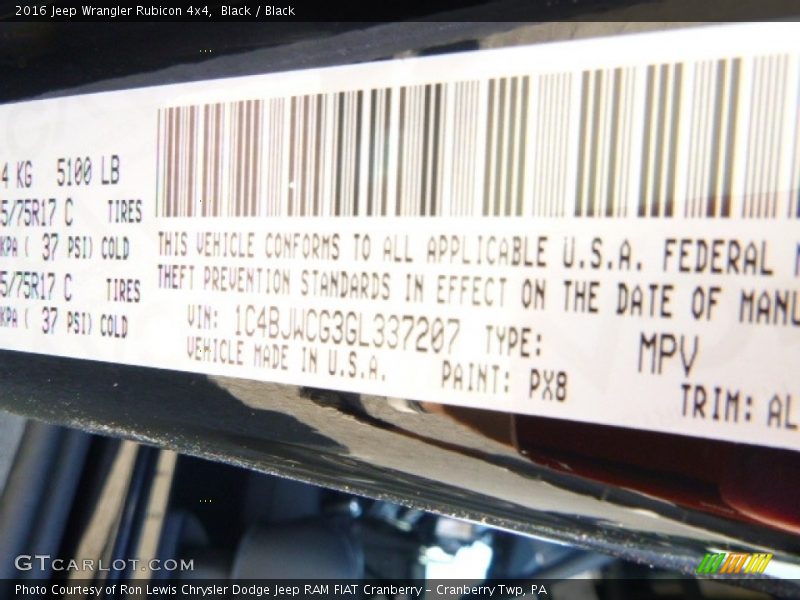 2016 Jeep Wrangler Rubicon 4x4, Black / Black
4 KG 5100 LB
5/75R17 C TIRES
KPA ( 37 PSI) COLD
5/75R17 C TIRES
KPA ( 37 PSI) COLD
THIS VEHICLE CONFORMS TO ALL APPLICABLE U.S.A. FEDERAL
THEFT PREVENTION STANDARDS IN EFFECT ON THE DATE OF MANU
VIN: 1C4BJWCG3GL337207 TYPE: MPV
VEHICLE MADE IN U.S.A. PAINT: PX8
TRIM: AL
GTCARLOT.COM
Photo Courtesy of Ron Lewis Chrysler Dodge Jeep RAM FIAT Cranberry - Cranberry Twp, PA